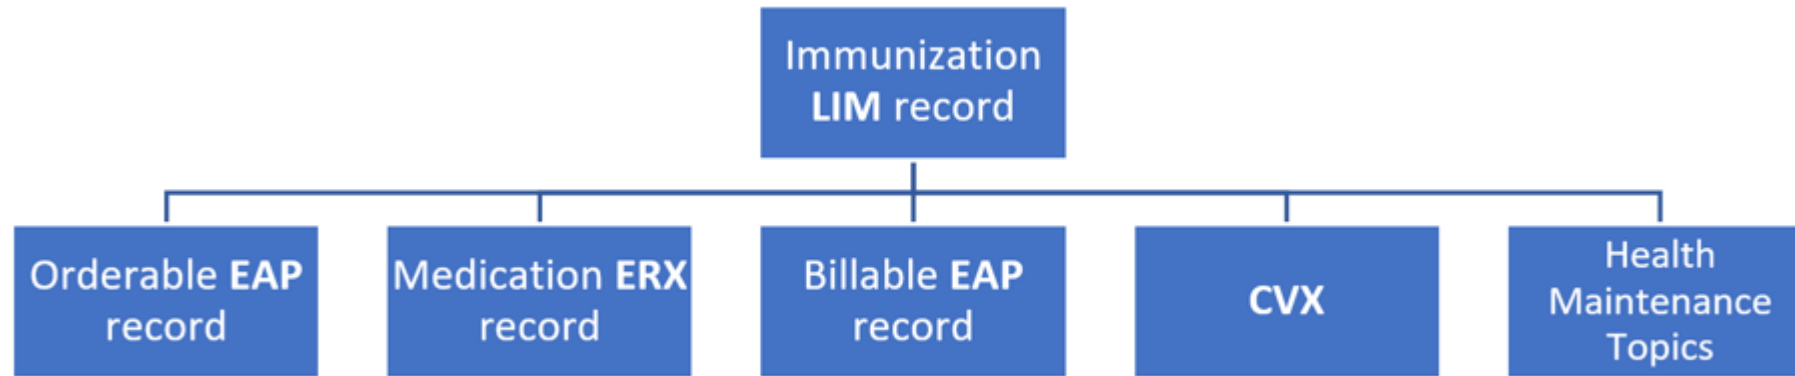 Immunization
LIM record
Orderable EAP
record
Medication ERX
record
Billable EAP
record
CVX
Health
Maintenance
Topics